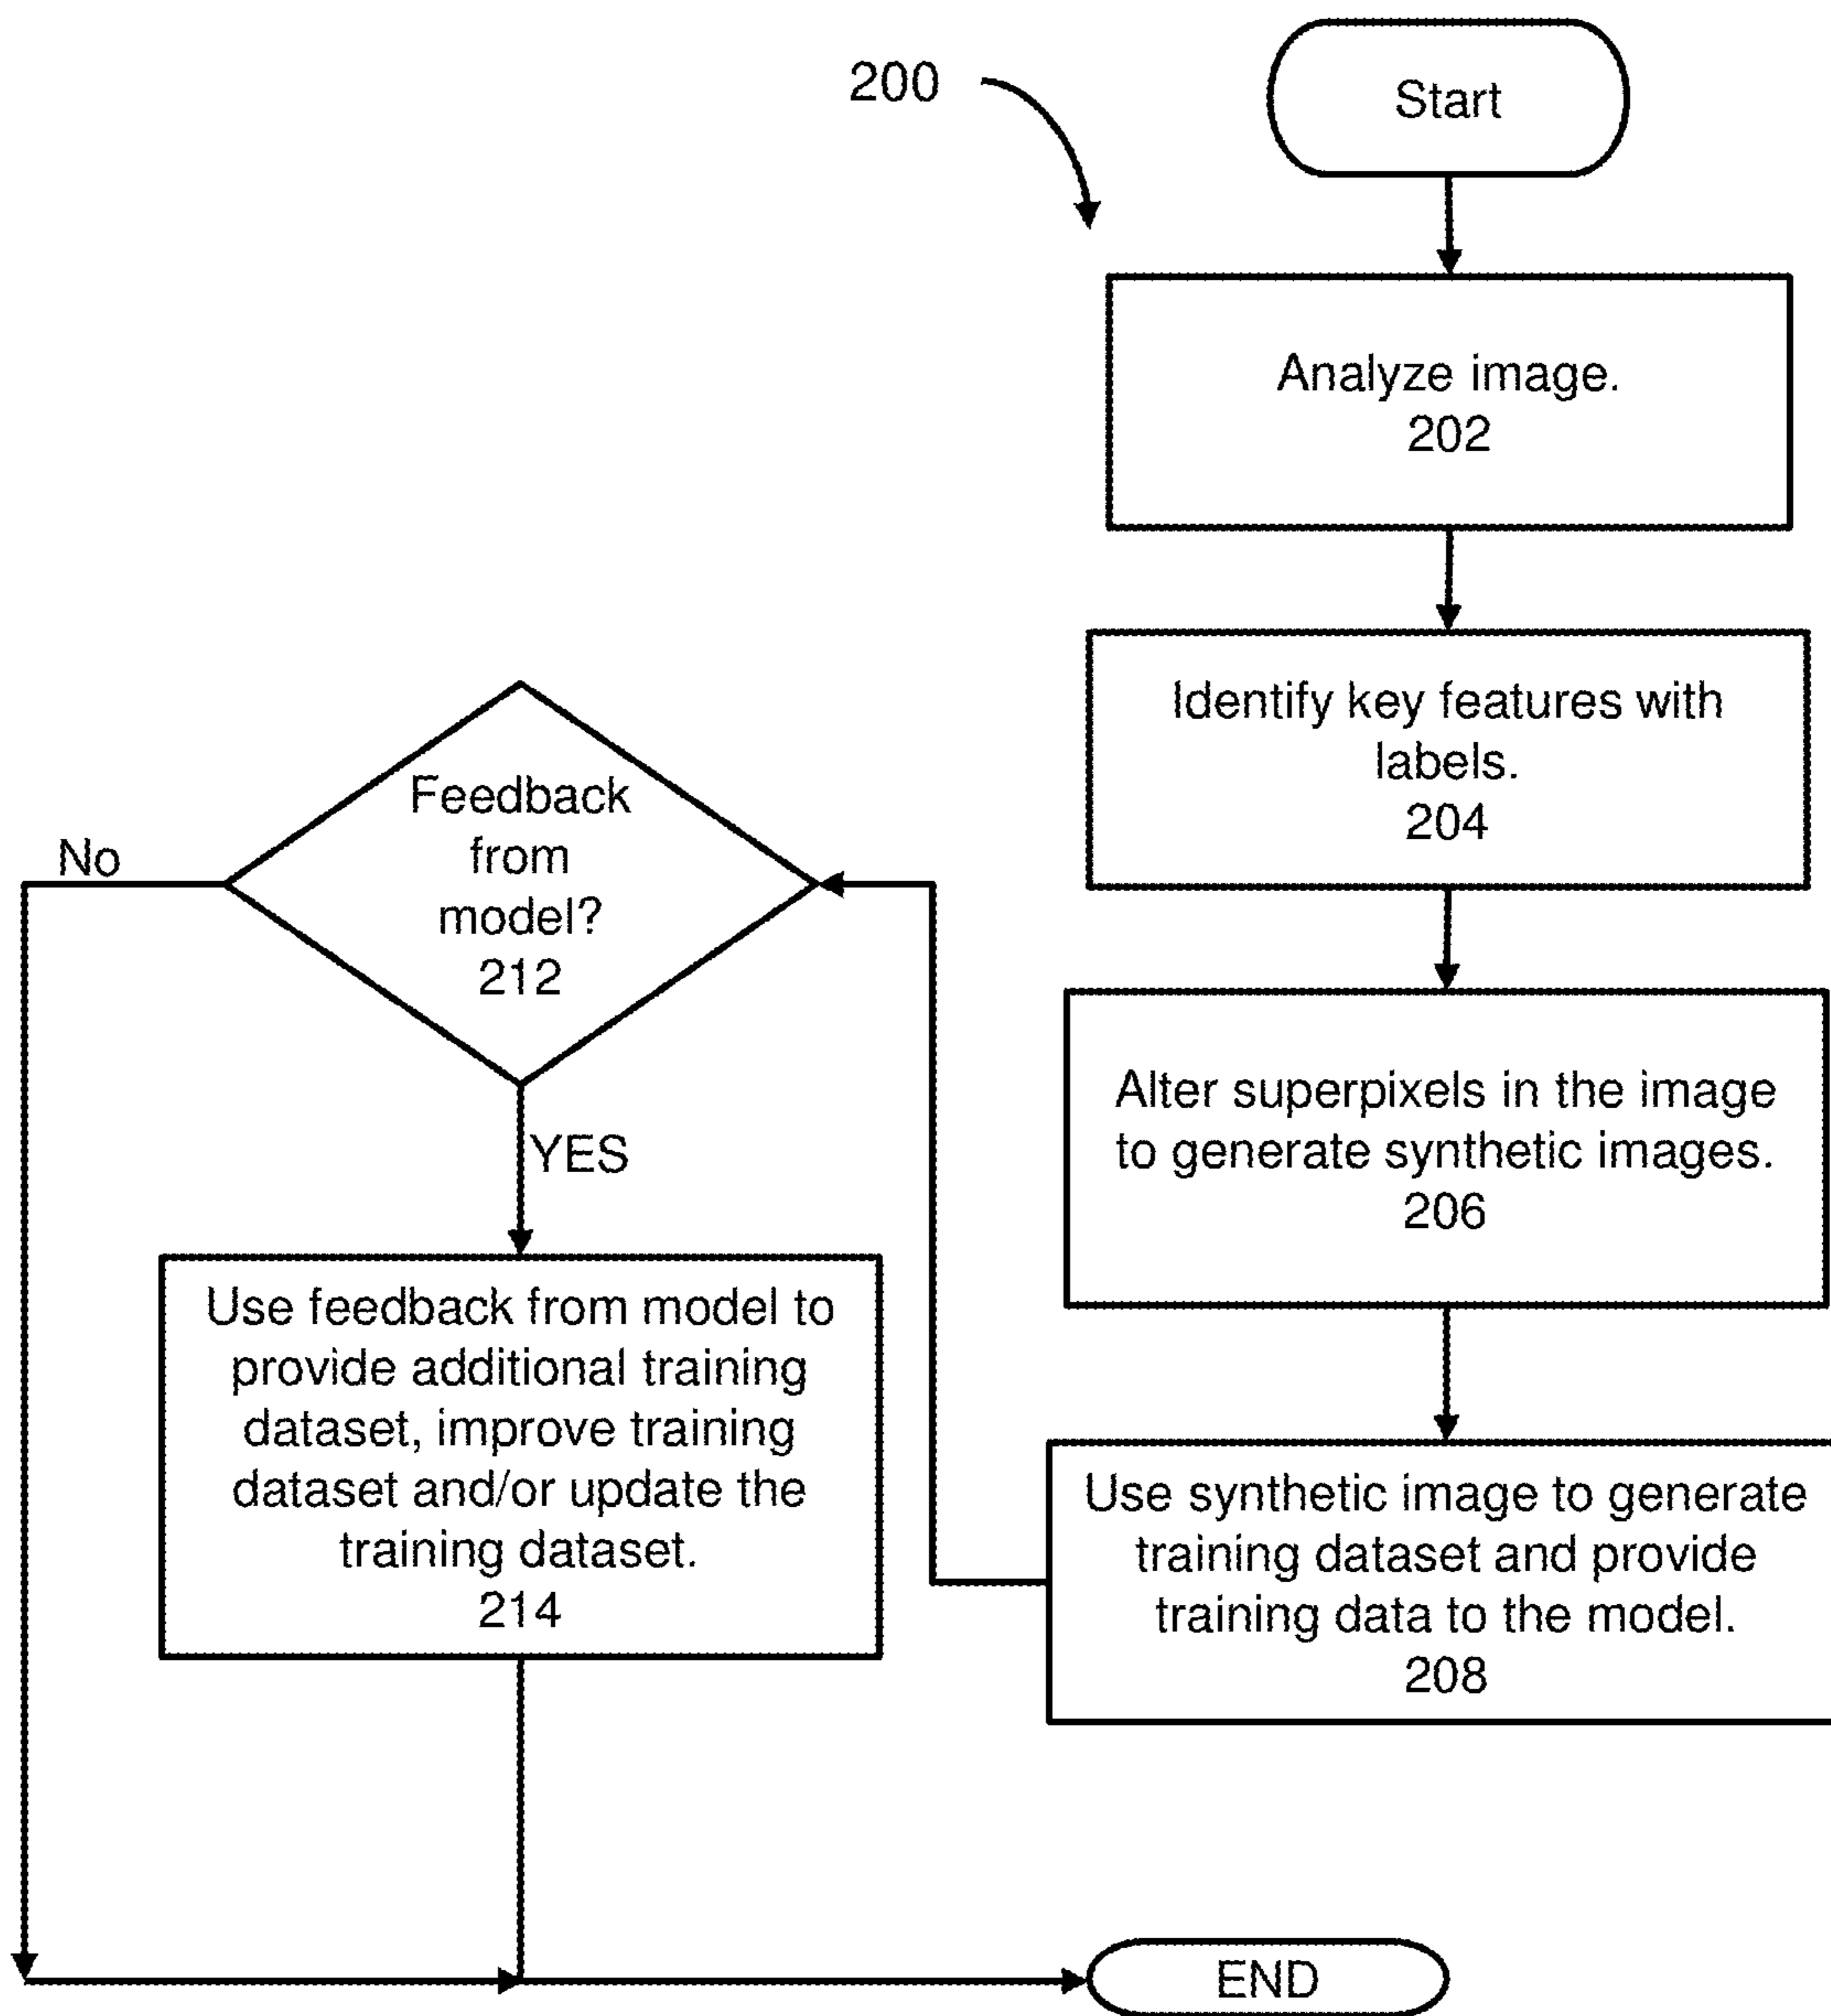 200
Start
Analyze image.
202
Identify key features with
labels.
204
Alter superpixels in the image
to generate synthetic images.
206
Use synthetic image to generate
training dataset and provide
training data to the model.
208
Feedback
from
model?
212
No
YES
Use feedback from model to
provide additional training
dataset, improve training
dataset and/or update the
training dataset.
214
END